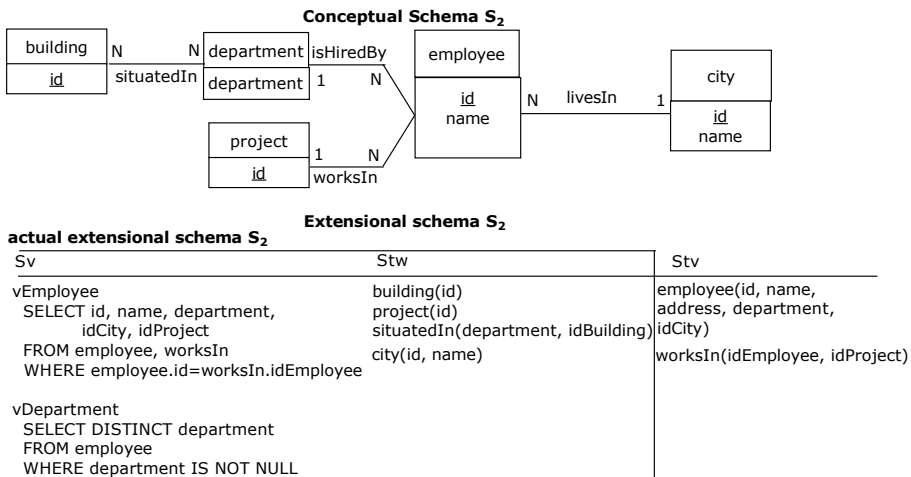 Conceptual Schema S₂
building
id
N
N
situatedIn
department
department
isHiredBy
1
N
employee
id
name
N
livesIn
1
city
id
name
project
id
1
N
worksIn
Extensional schema S₂
actual extensional schema S₂
Sv
Stw
Stv
vEmployee
SELECT id, name, department,
idCity, idProject
FROM employee, worksIn
WHERE employee.id=worksIn.idEmployee
vDepartment
SELECT DISTINCT department
FROM employee
WHERE department IS NOT NULL
building(id)
project(id)
situatedIn(department, idBuilding)
city(id, name)
employee(id, name,
address, department,
idCity)
worksIn(idEmployee, idProject)